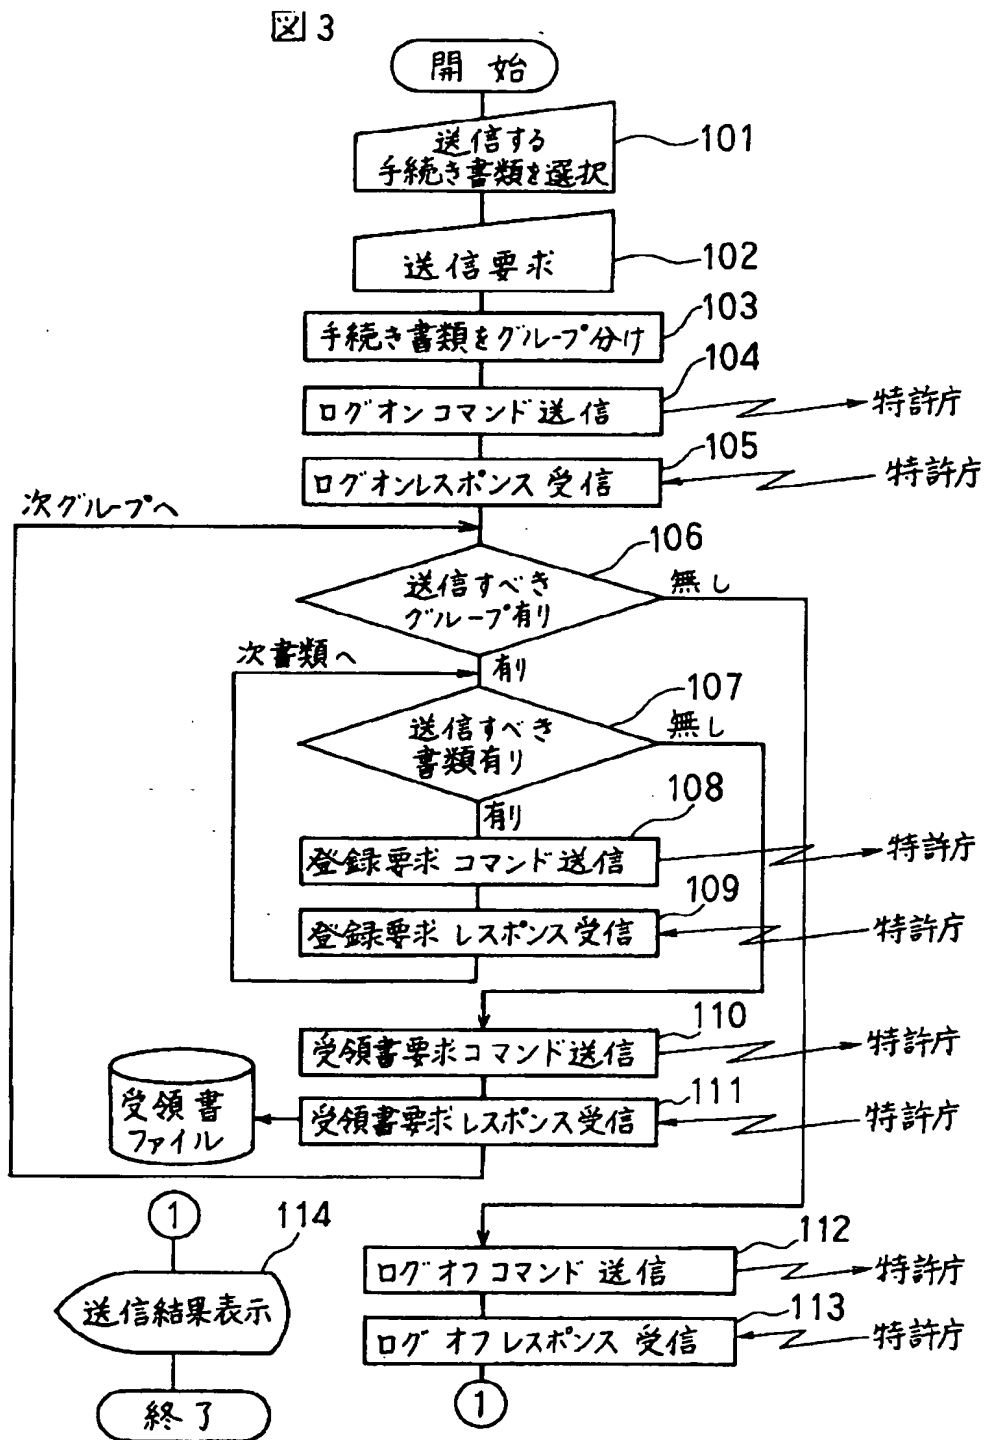 図3
開始
送信する
手続き書類を選択
101
送信要求
102
103
手続き書類をグループ分け
104
ログオンコマンド送信
特許庁
105
ログオンレスポンス受信
特許庁
次グループへ
106
送信すべき
グループ有り
無し
有り
次書類へ
107
送信すべき
書類有り
無し
有り
108
登録要求コマンド送信
特許庁
109
登録要求レスポンス受信
特許庁
110
受領書要求コマンド送信
特許庁
111
受領書要求レスポンス受信
特許庁
受領書
ファイル
112
ログオフコマンド送信
特許庁
113
ログオフレスポンス受信
特許庁
1
1
114
送信結果表示
終了